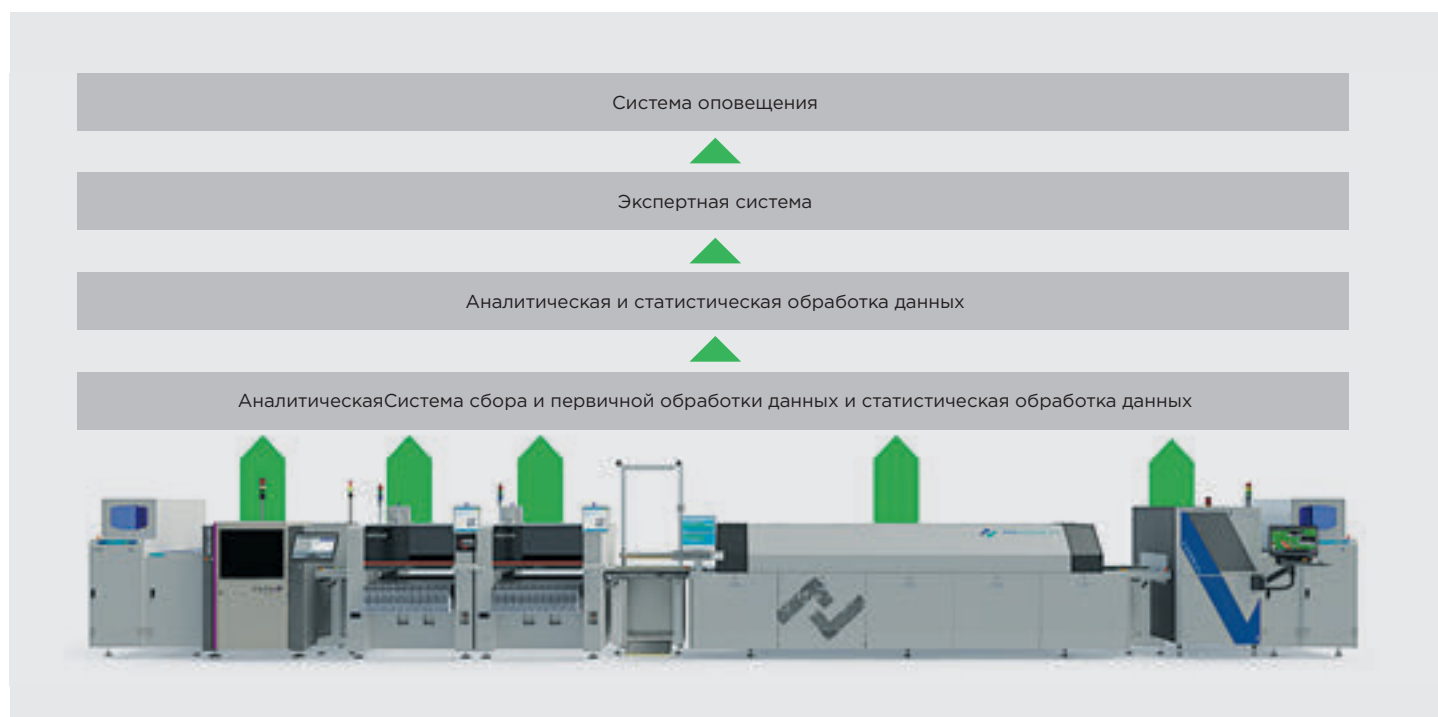 Система оповещения
Экспертная система
Аналитическая и статистическая обработка данных
АналитическаяСистема сбора и первичной обработки данных и статистическая обработка данных